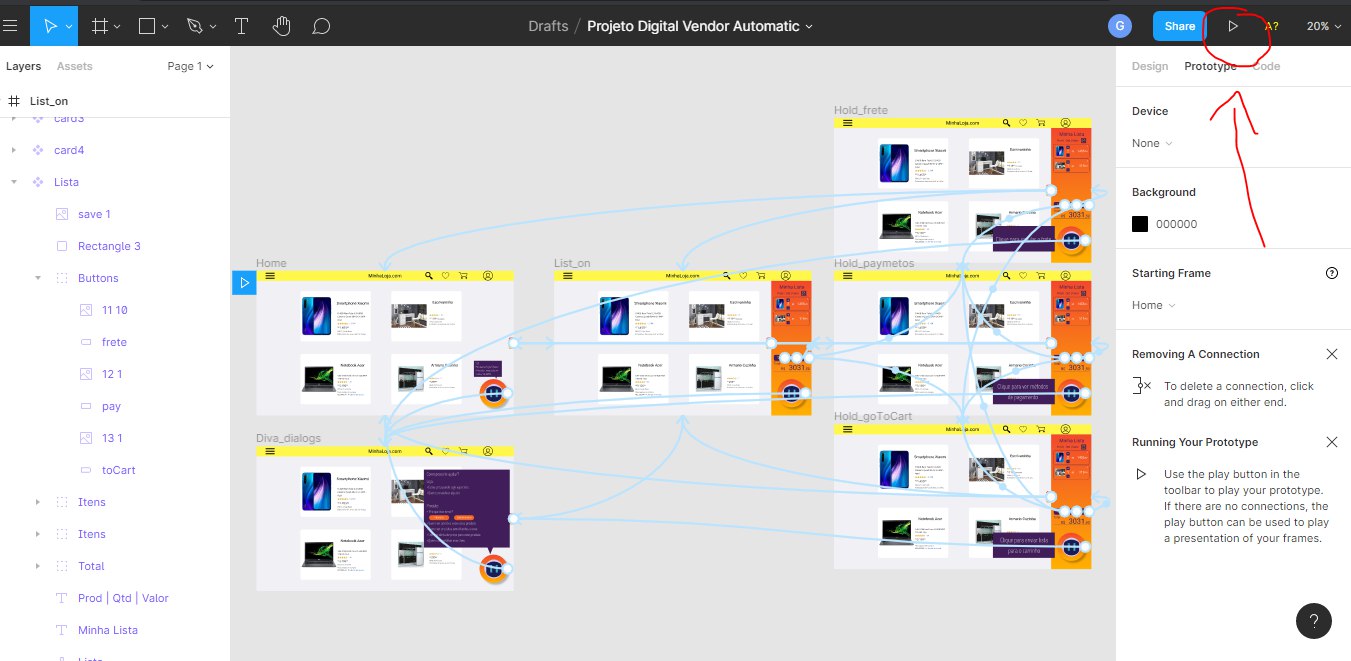 Drafts / Projeto Digital Vendor Automatic
G
Share
A?
20%
Layers
Assets
Page 1
Design
Prototype
Code
List_on
card3
card4
Lista
save 1
Rectangle 3
Buttons
11 10
frete
12 1
pay
13 1
toCart
Itens
Itens
Total
Prod | Qtd | Valor
Minha Lista
Lista
Hold_frete
MinhaLoja.com
Minha Lista
Smartphone Xiaomi
Notebook Acer
3031
Home
MinhaLoja.com
Smartphone Xiaomi
Notebook Acer
Armario Cozinha
List_on
MinhaLoja.com
Minha Lista
Smartphone Xiaomi
Notebook Acer
Armario Cozinha
Hold_paymetos
MinhaLoja.com
Minha Lista
Smartphone Xiaomi
Notebook Acer
3031
Clique para ver métodos
de pagamento
Diva_dialogs
MinhaLoja.com
Smartphone Xiaomi
Notebook Acer
Hold_goToCart
MinhaLoja.com
Minha Lista
Smartphone Xiaomi
Notebook Acer
Armario Cozinha
3031
Clique para enviar lista
para o carrinho
Device
None
Background
000000
Starting Frame
?
Home
Removing A Connection
To delete a connection, click
and drag on either end.
Running Your Prototype
Use the play button in the
toolbar to play your prototype.
If there are no connections, the
play button can be used to play
a presentation of your frames.
?